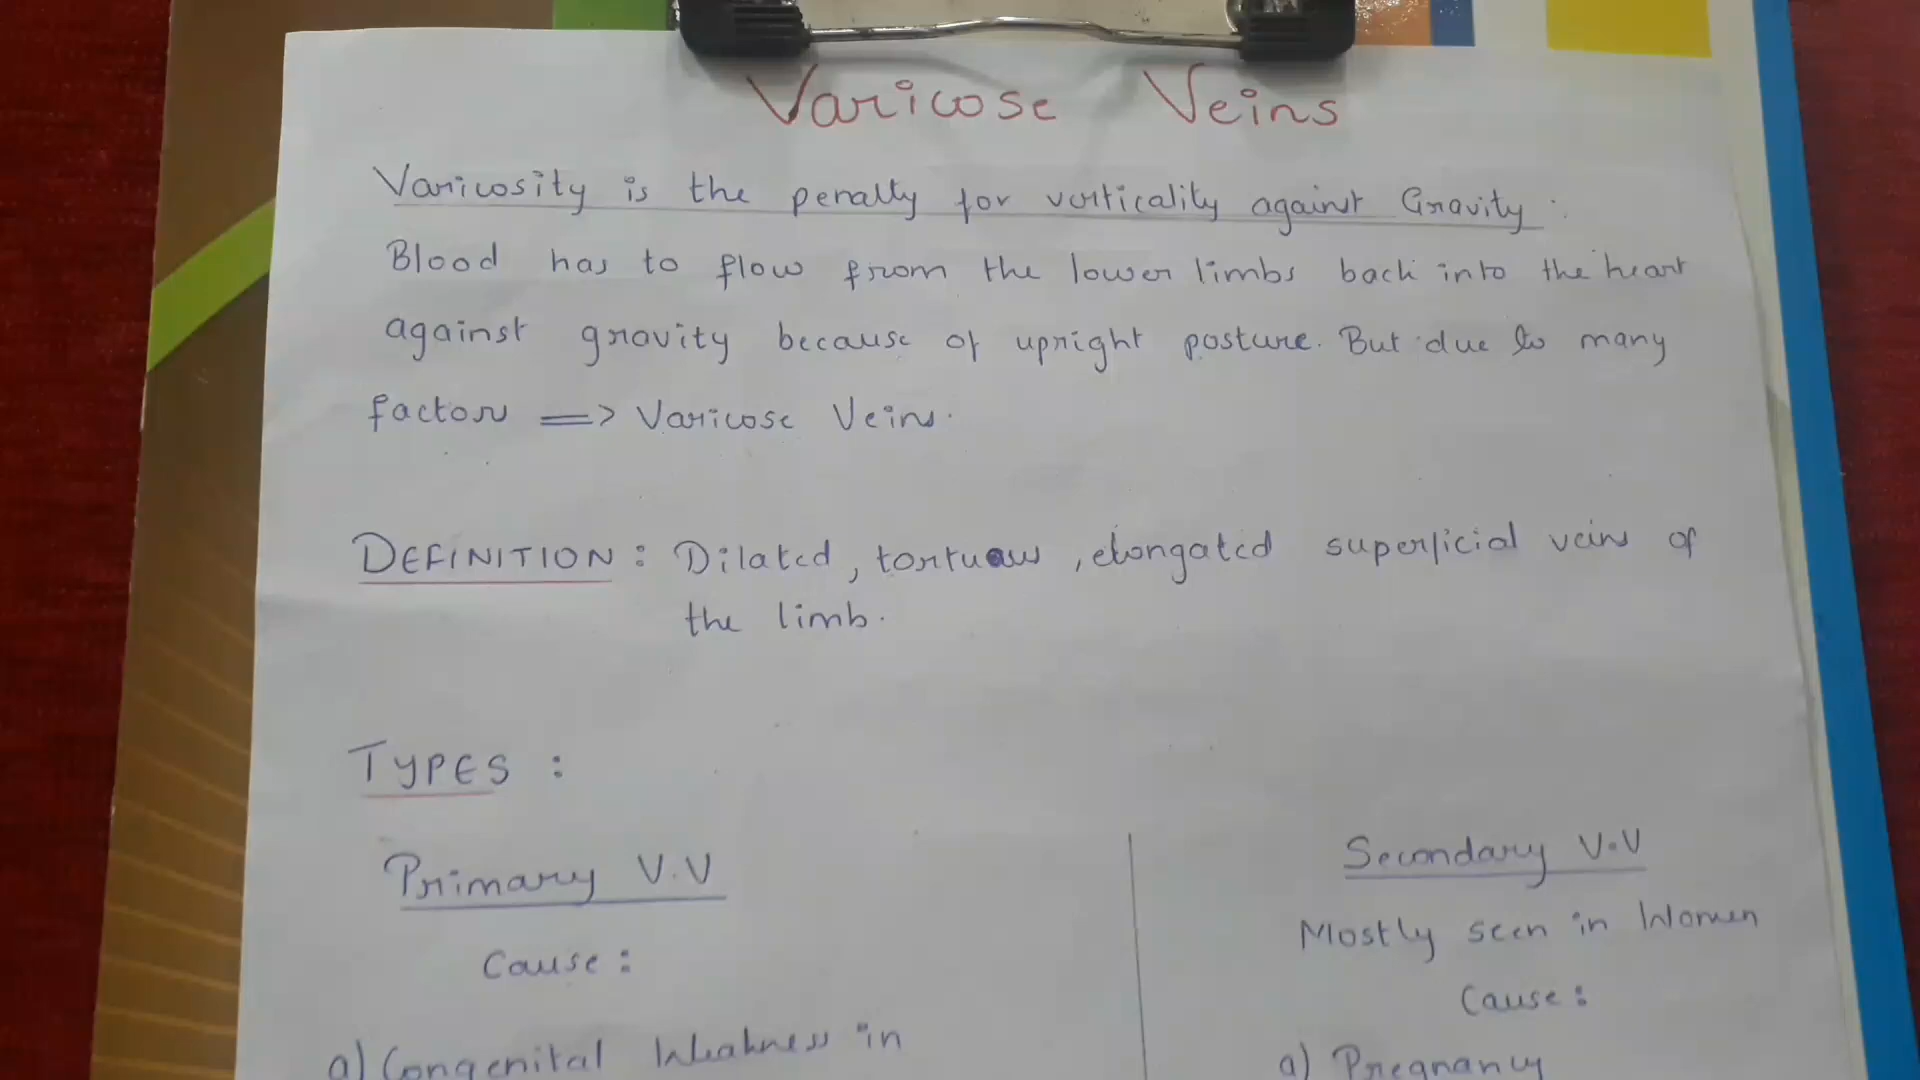 Varicose Veins
Varicosity is the penalty for verticality against Gravity.
Blood has to flow from the lower limbs back into the heart
against gravity because of upright posture. But due to many
factors => Varicose Veins.
DEFINITION : Dilated, tortuous, elongated superficial veins of
the limb.
TYPES :
Primary V.V
Cause :
a) Congenital Weakness in
Secondary V.V
Mostly seen in Women
Cause :
a) Pregnancy